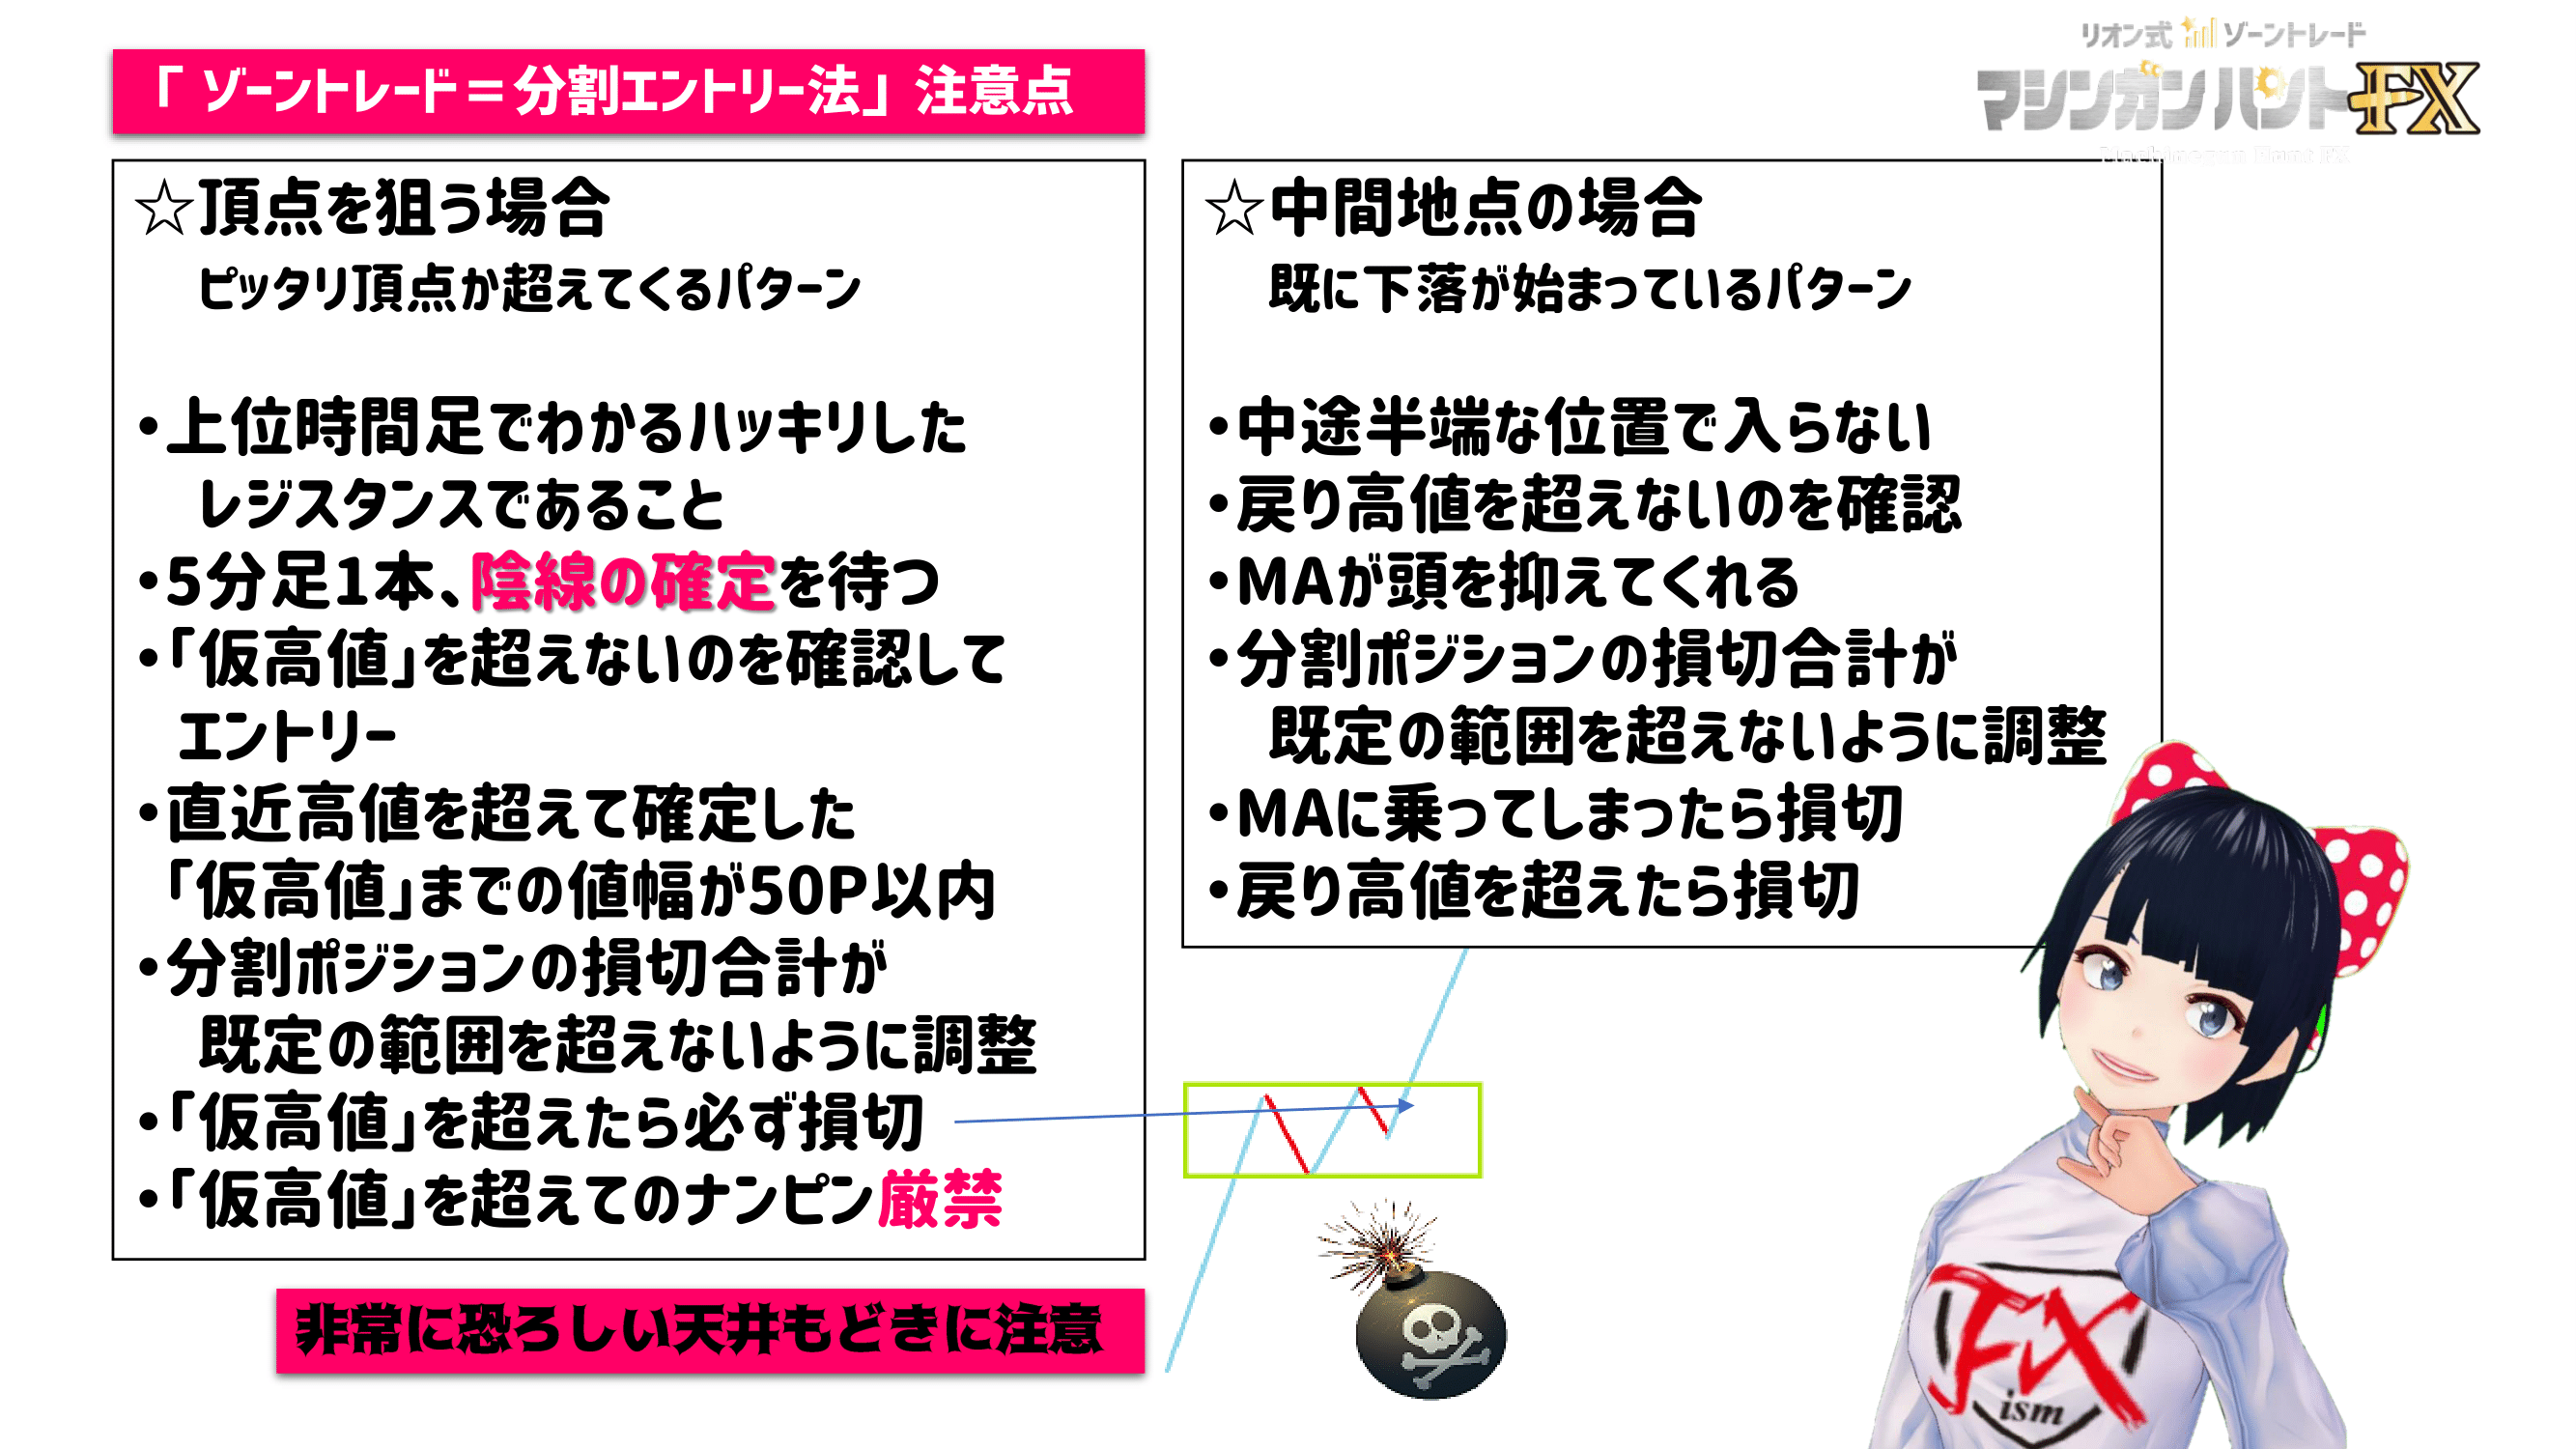 「 ゾーントレード＝分割エントリー法」注意点
リオン式 ゾーントレード
マシンガンハントFX
Machinegun Hunt FX
☆頂点を狙う場合
ピッタリ頂点か超えてくるパターン
・上位時間足でわかるハッキリした
レジスタンスであること
・5分足1本、陰線の確定を待つ
・「仮高値」を超えないのを確認して
エントリー
・直近高値を超えて確定した
「仮高値」までの値幅が50P以内
・分割ポジションの損切合計が
既定の範囲を超えないように調整
・「仮高値」を超えたら必ず損切
・「仮高値」を超えてのナンピン厳禁
非常に恐ろしい天井もどきに注意
☆中間地点の場合
既に下落が始まっているパターン
・中途半端な位置で入らない
・戻り高値を超えないのを確認
・MAが頭を抑えてくれる
・分割ポジションの損切合計が
既定の範囲を超えないように調整
・MAに乗ってしまったら損切
・戻り高値を超えたら損切
FX
ism